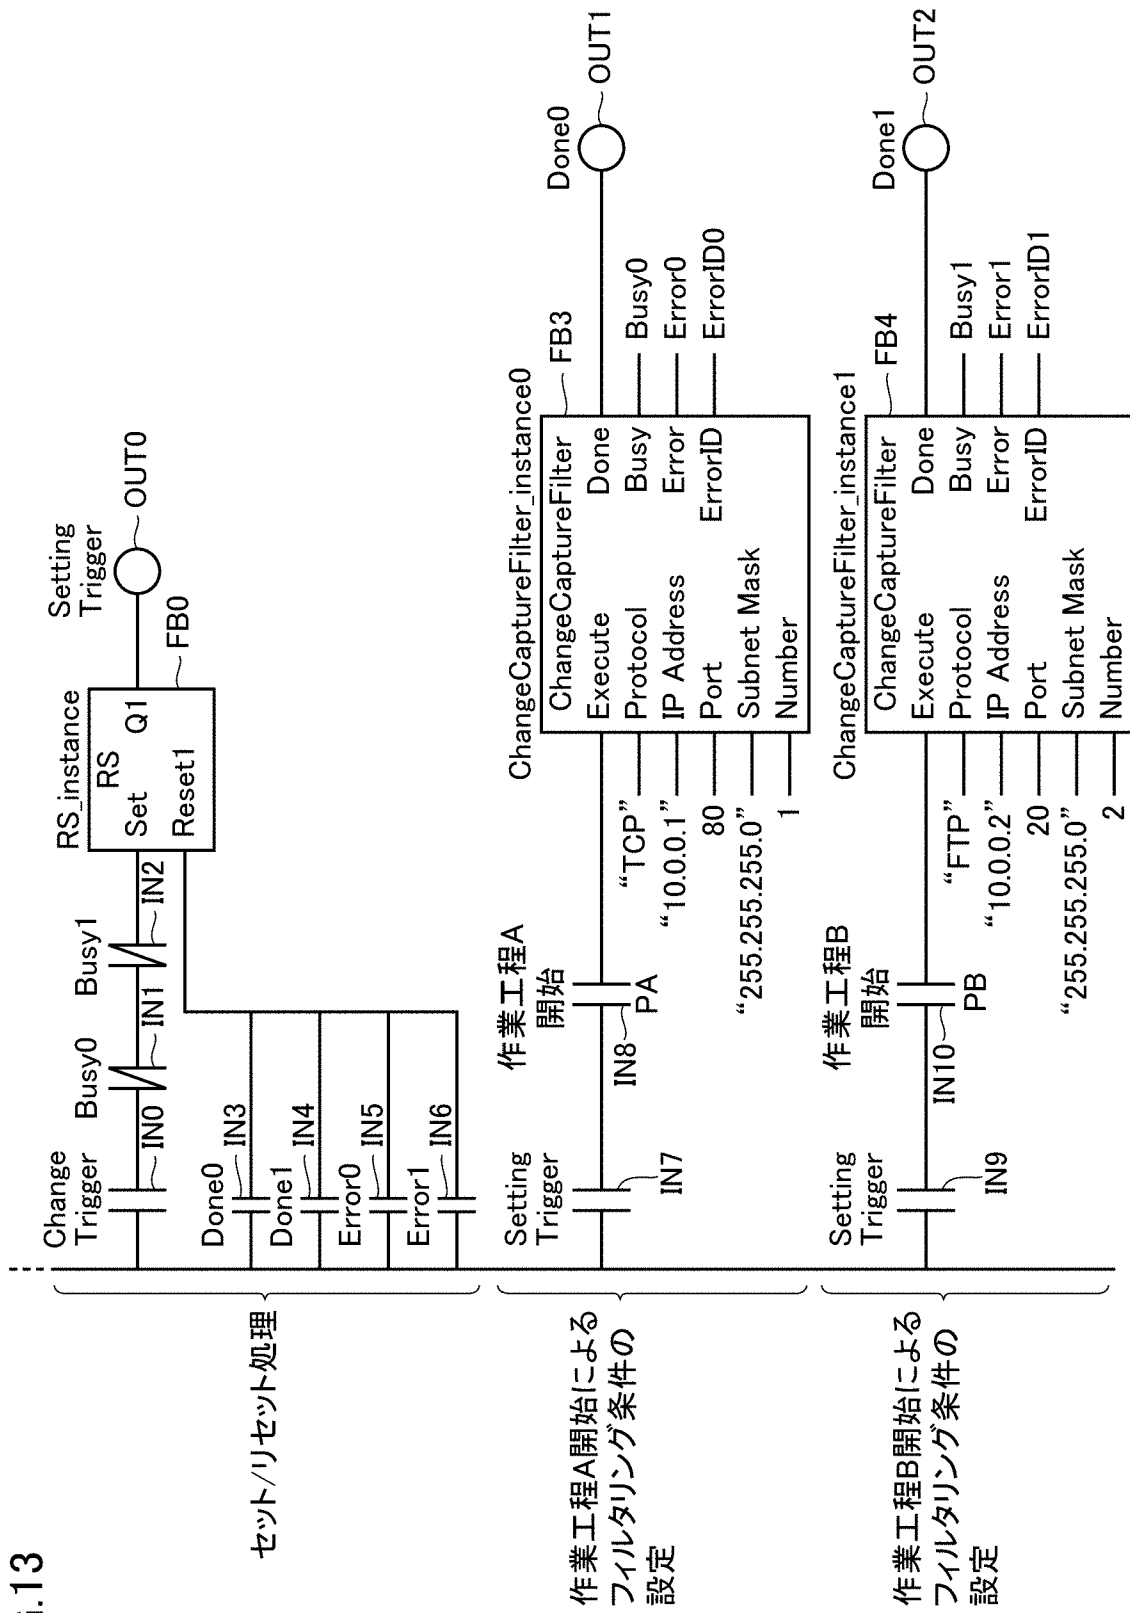 セット/リセット処理
Change
Trigger
IN0
Busy0
IN1
Busy1
IN2
RS_instance
RS
Set
Q1
Reset1
FB0
Setting
Trigger
OUT0
Done0
IN3
Done1
IN4
Error0
IN5
Error1
IN6
作業工程A開始による
フィルタリング条件の
設定
Setting
Trigger
IN7
作業工程A
開始
IN8
PA
"TCP"
"10.0.0.1"
80
"255.255.255.0"
1
ChangeCaptureFilter_instance0
ChangeCaptureFilter
FB3
Execute
Done
Protocol
Busy
IP Address
Error
Port
ErrorID
Subnet Mask
Number
Busy0
Error0
ErrorID0
Done0
OUT1
作業工程B開始による
フィルタリング条件の
設定
Setting
Trigger
IN9
作業工程B
開始
IN10
PB
"FTP"
"10.0.0.2"
20
"255.255.255.0"
2
ChangeCaptureFilter_instance1
ChangeCaptureFilter
FB4
Execute
Done
Protocol
Busy
IP Address
Error
Port
ErrorID
Subnet Mask
Number
Busy1
Error1
ErrorID1
Done1
OUT2